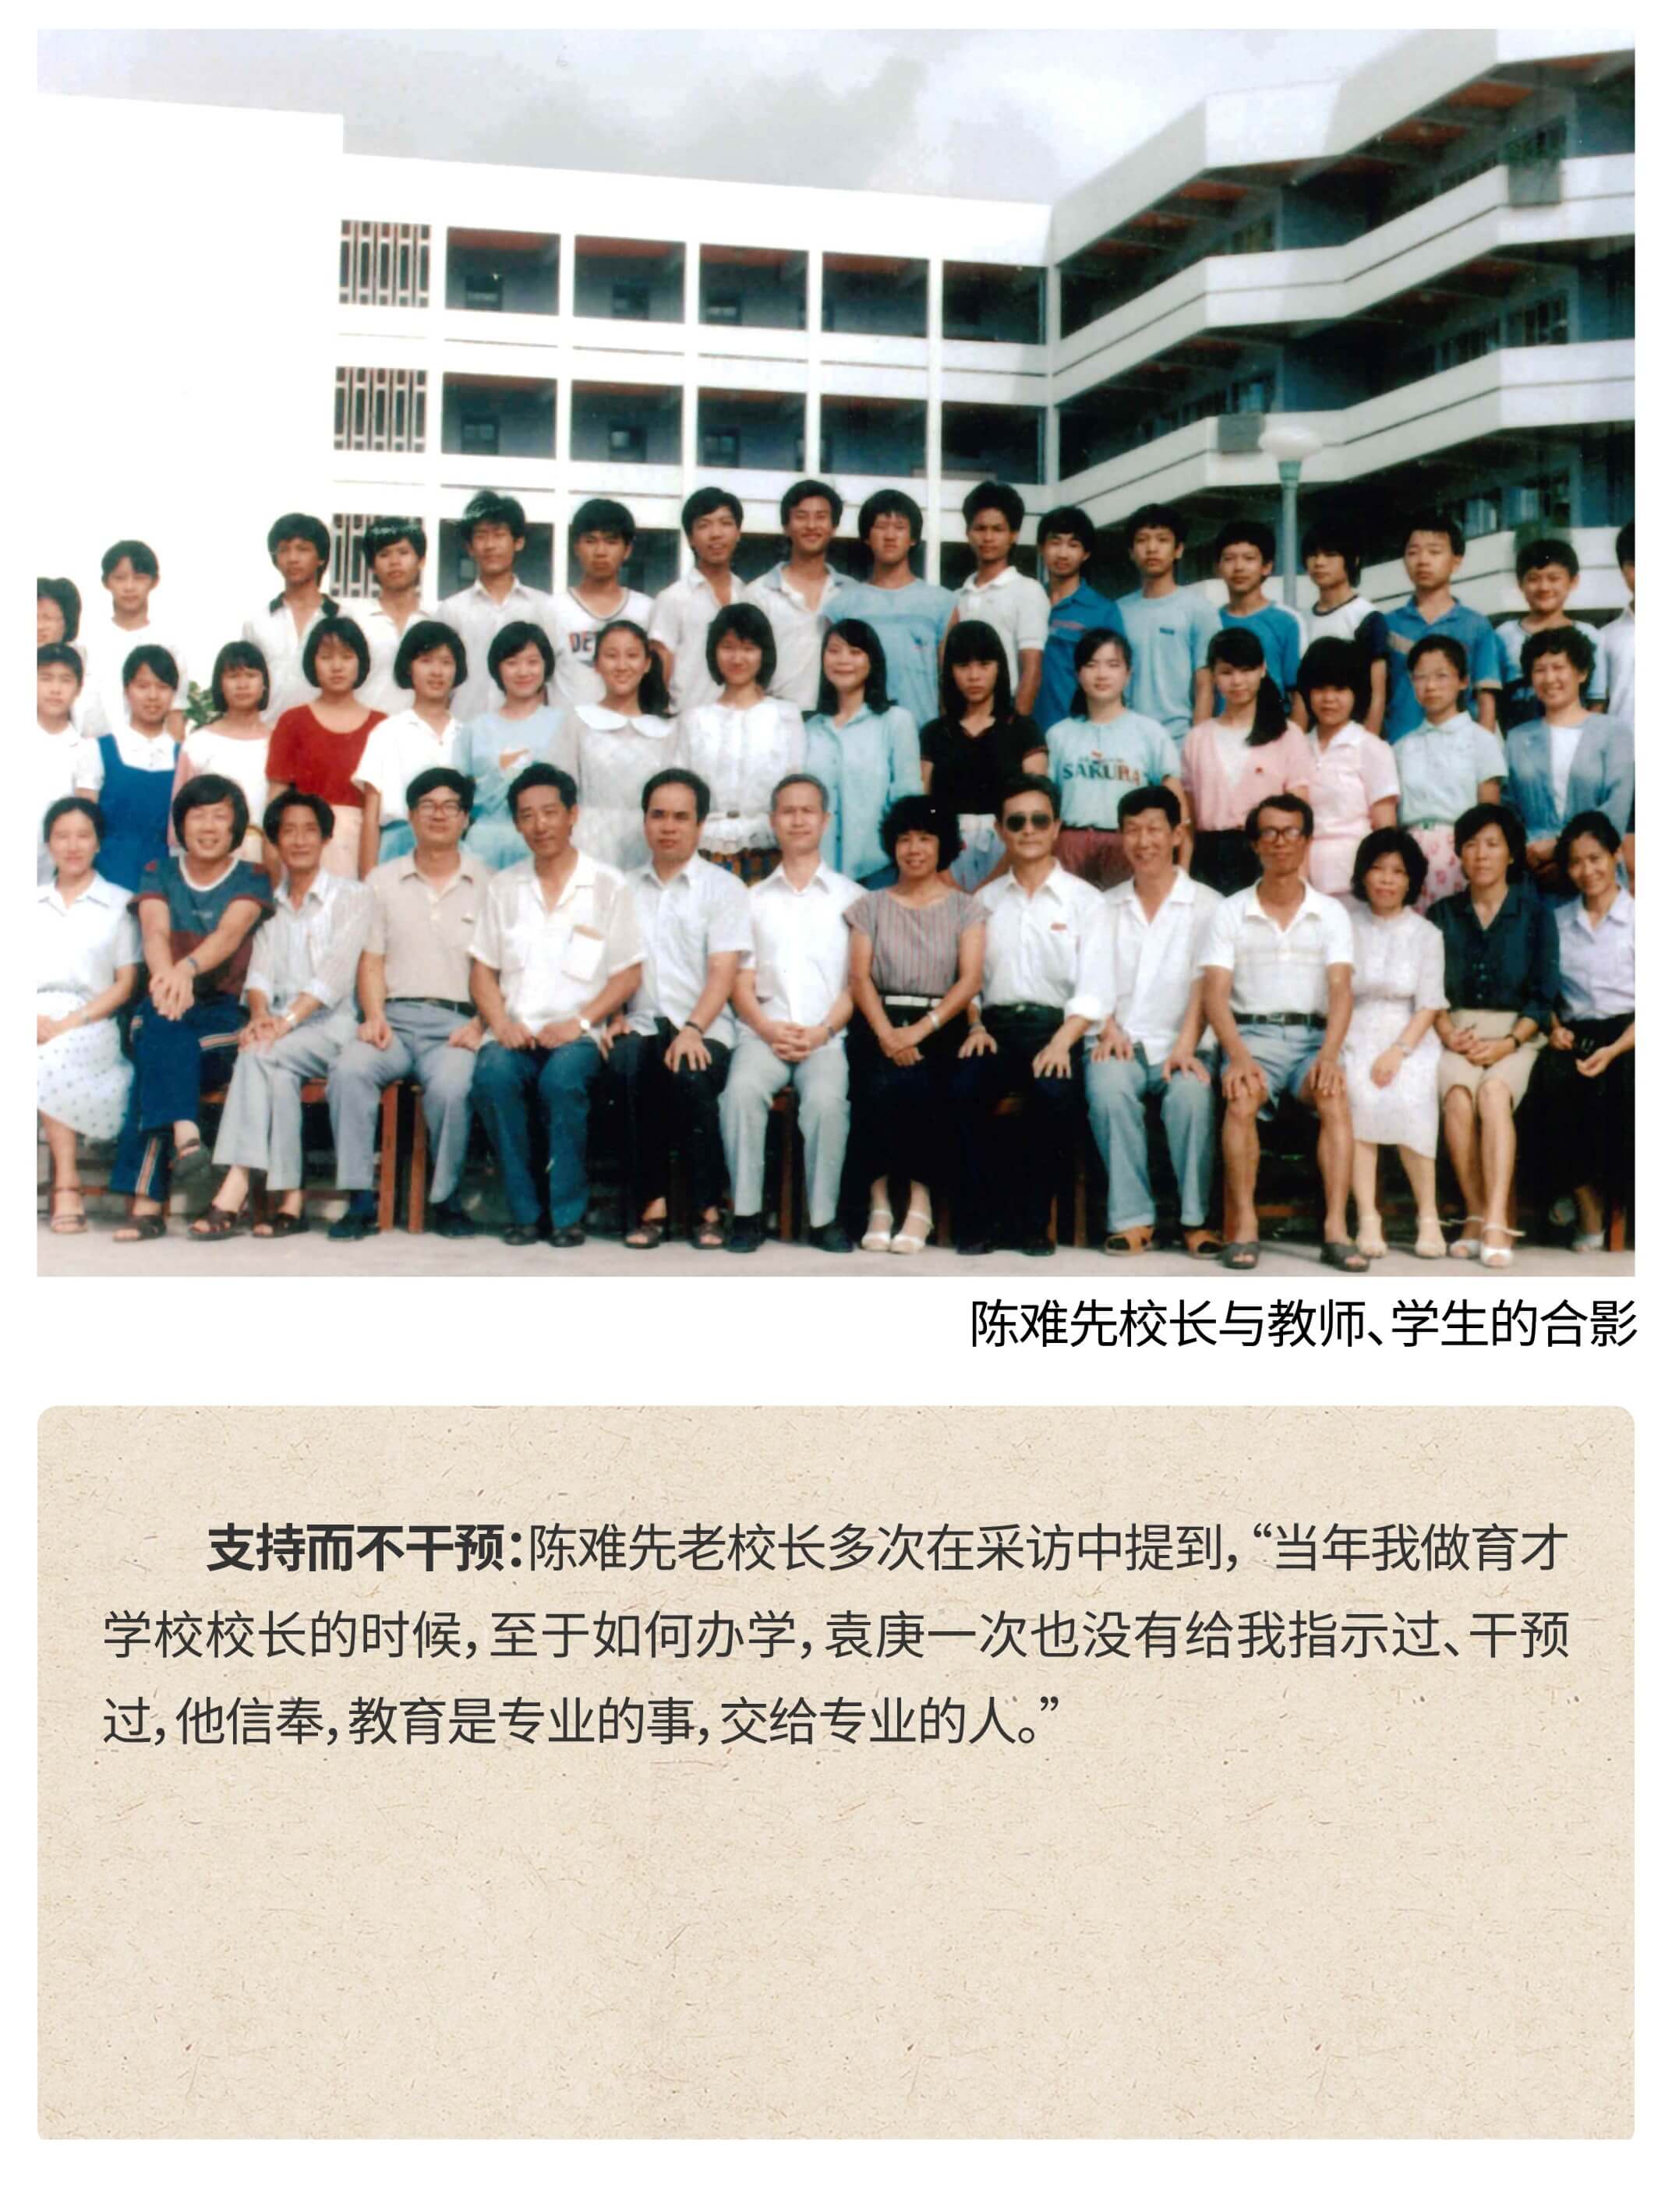 DE
SAKURA
陈难先校长与教师、学生的合影
支持而不干预：陈难先老校长多次在采访中提到，“当年我做育才
学校校长的时候，至于如何办学，袁庚一次也没有给我指示过、干预
过，他信奉，教育是专业的事，交给专业的人。”